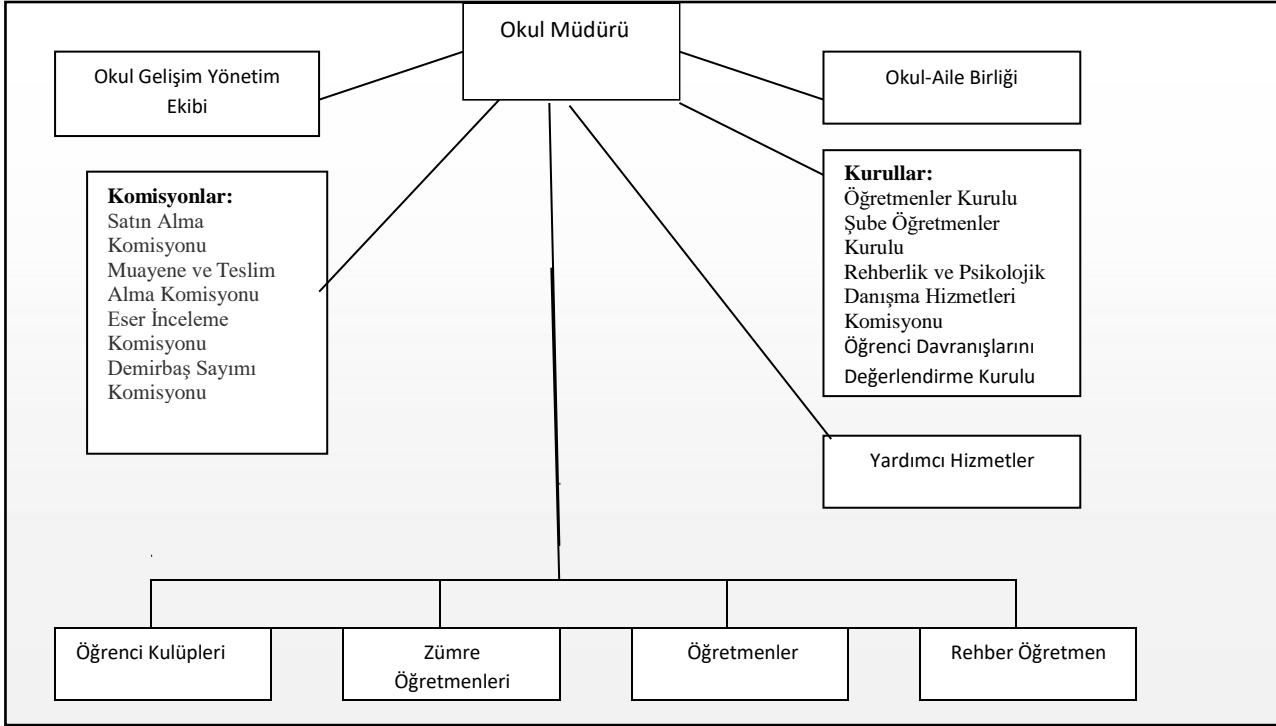 Okul Müdürü
Okul Gelişim Yönetim
Ekibi
Okul-Aile Birliği
Komisyonlar:
Satın Alma
Komisyonu
Muayene ve Teslim
Alma Komisyonu
Eser İnceleme
Komisyonu
Demirbaş Sayımı
Komisyonu
Kurullar:
Öğretmenler Kurulu
Şube Öğretmenler
Kurulu
Rehberlik ve Psikolojik
Danışma Hizmetleri
Komisyonu
Öğrenci Davranışlarını
Değerlendirme Kurulu
Yardımcı Hizmetler
Öğrenci Kulüpleri
Zümre
Öğretmenleri
Öğretmenler
Rehber Öğretmen